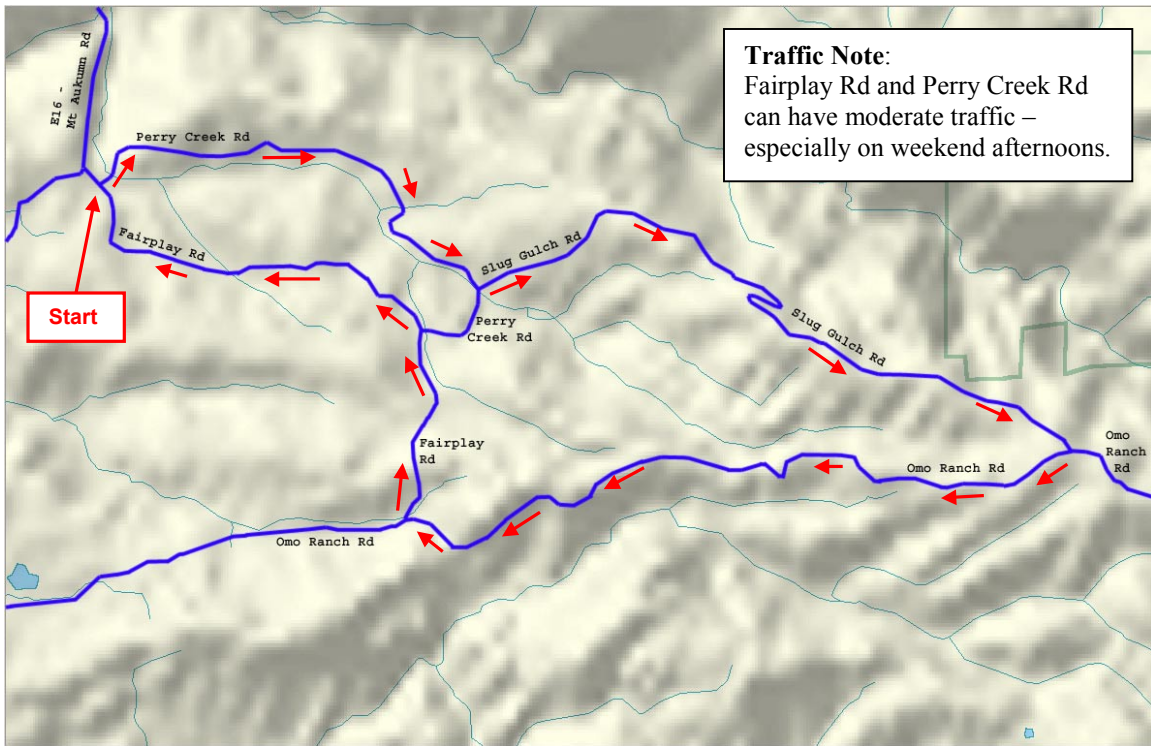 Traffic Note:
Fairplay Rd and Perry Creek Rd
can have moderate traffic –
especially on weekend afternoons.
E16 -
Mt Aukumn Rd
Perry Creek Rd
Fairplay Rd
Slug Gulch Rd
Start
Perry
Creek Rd
Slug Gulch Rd
Fairplay
Rd
Omo
Ranch
Rd
Omo Ranch Rd
Omo Ranch Rd